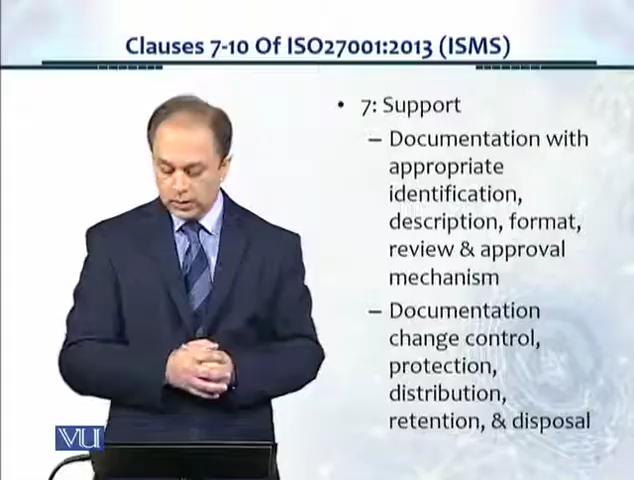 Clauses 7-10 Of ISO27001:2013 (ISMS)
• 7: Support
– Documentation with
appropriate
identification,
description, format,
review & approval
mechanism
– Documentation
change control,
protection,
distribution,
retention, & disposal
VU